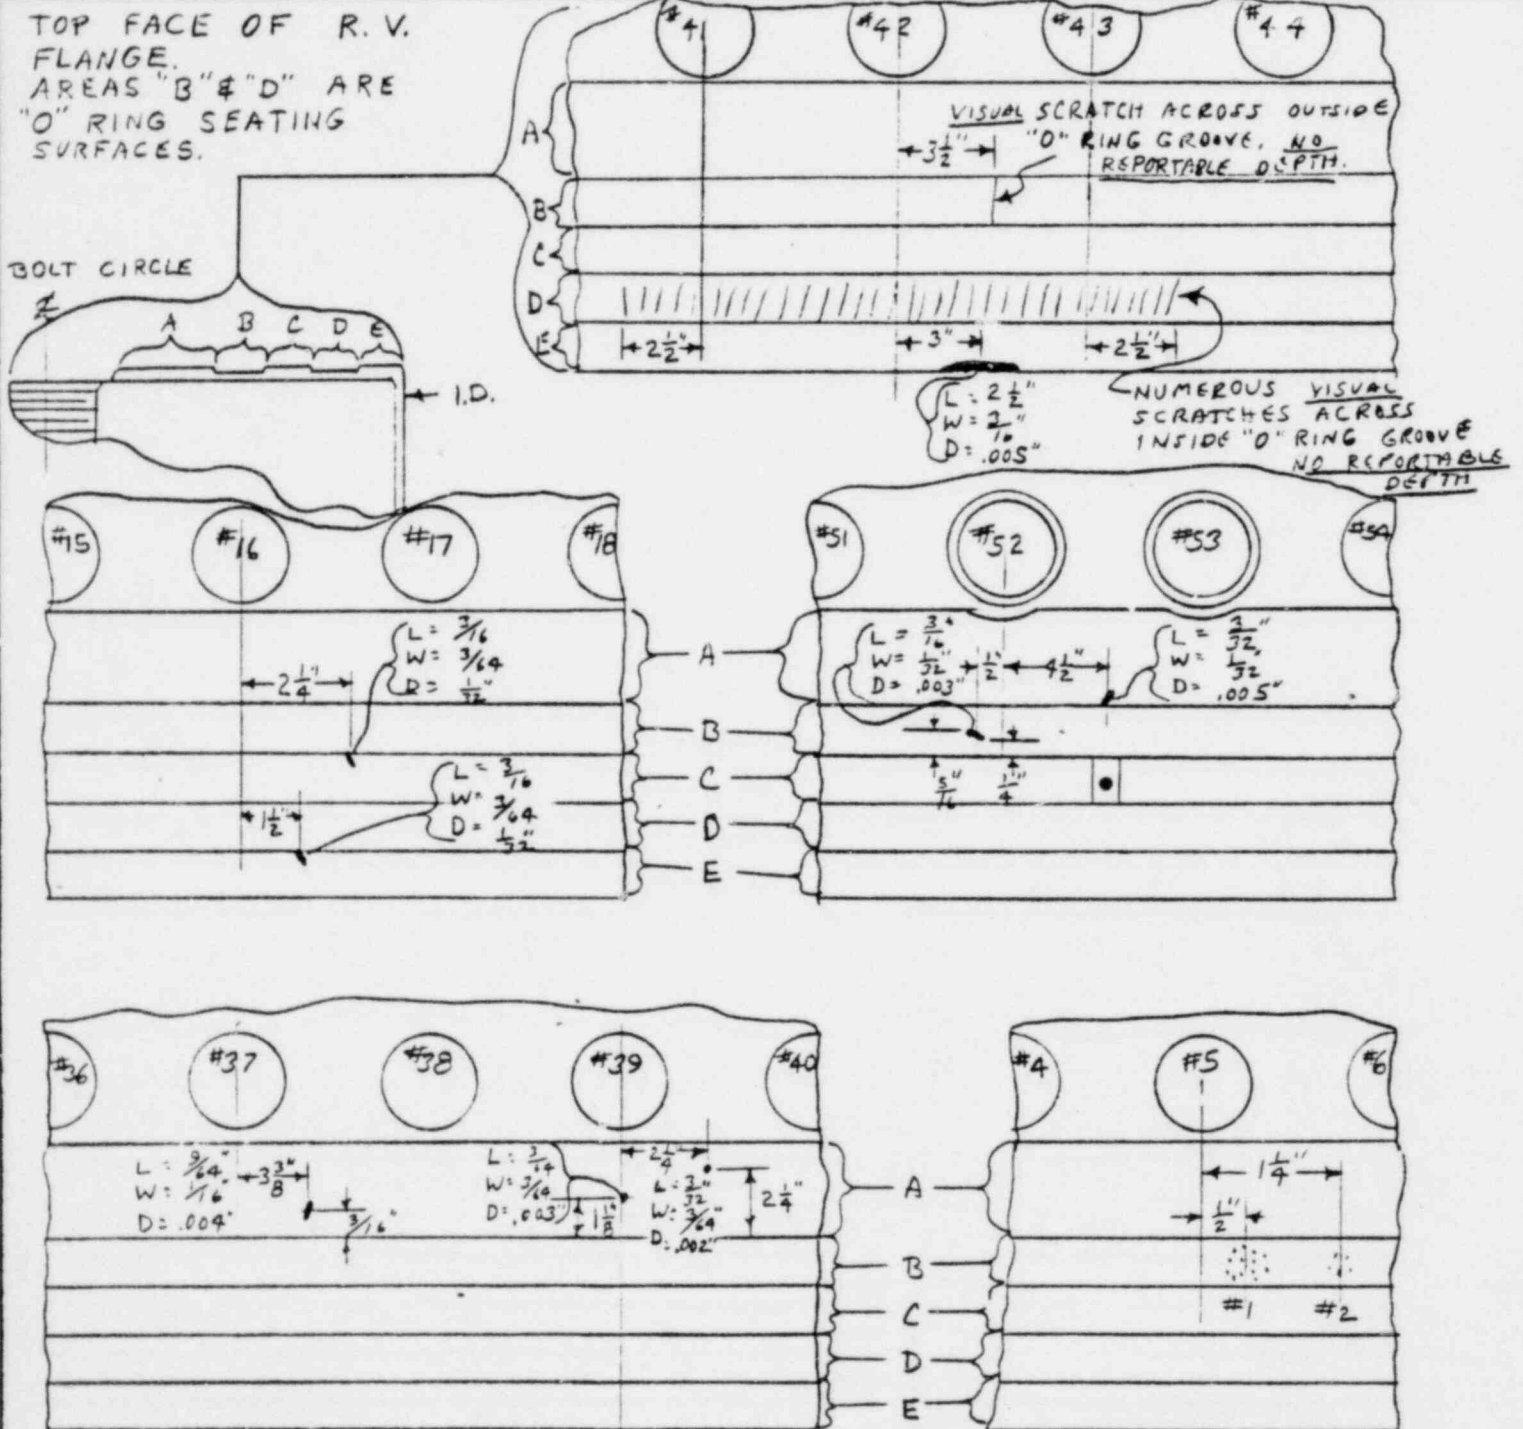 TOP FACE OF R. V.
FLANGE.
AREAS "B" & "D" ARE
"O" RING SEATING
SURFACES.
BOLT CIRCLE
A B C D E
I.D.
#41 #42 #43 #44
A
VISUAL SCRATCH ACROSS OUTSIDE
"O" RING GROOVE. NO
REPORTABLE DEPTH.
3 1/2"
B
C
D
E
2 1/2" 3" 2 1/2"
L = 2 1/2"
D = .005"
NUMEROUS VISUAL
SCRATCHES ACROSS
INSIDE "O" RING GROOVE
NO REPORTABLE
DEPTH
#15 #16 #17 #18
L = 3/16
W = 3/64
D = 1/32"
2 1/4"
L = 3/16
W = 3/64
D = 1/32"
1 1/2"
A
B
C
D
E
#51 #52 #53 #54
L = 3/16"
W = 1/32"
D = .003"
1/2" 4 1/2"
L = 3/32"
W = 1/32"
D = .005"
5/16" 1/4"
#36 #37 #38 #39 #40
L = 9/64"
W = 1/16"
D = .004"
3 3/8"
3/16"
L = 3/64
W = 3/64
D = .003"
1 1/8"
2 1/4"
L = 3/32"
W = 3/64"
D = .002"
2 1/4"
A
B
C
D
E
#4 #5 #6
1 1/4"
1/2"
#1 #2